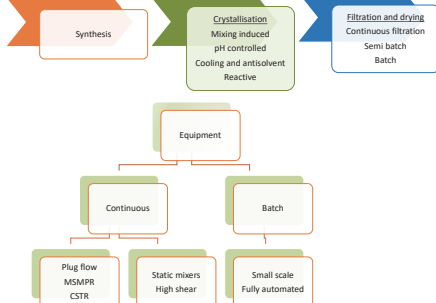 Synthesis
Crystallisation
Mixing induced
pH controlled
Cooling and antisolvent
Reactive
Filtration and drying
Continuous filtration
Semi batch
Batch
Equipment
Continuous
Batch
Plug flow
MSMPR
CSTR
Static mixers
High shear
Small scale
Fully automated